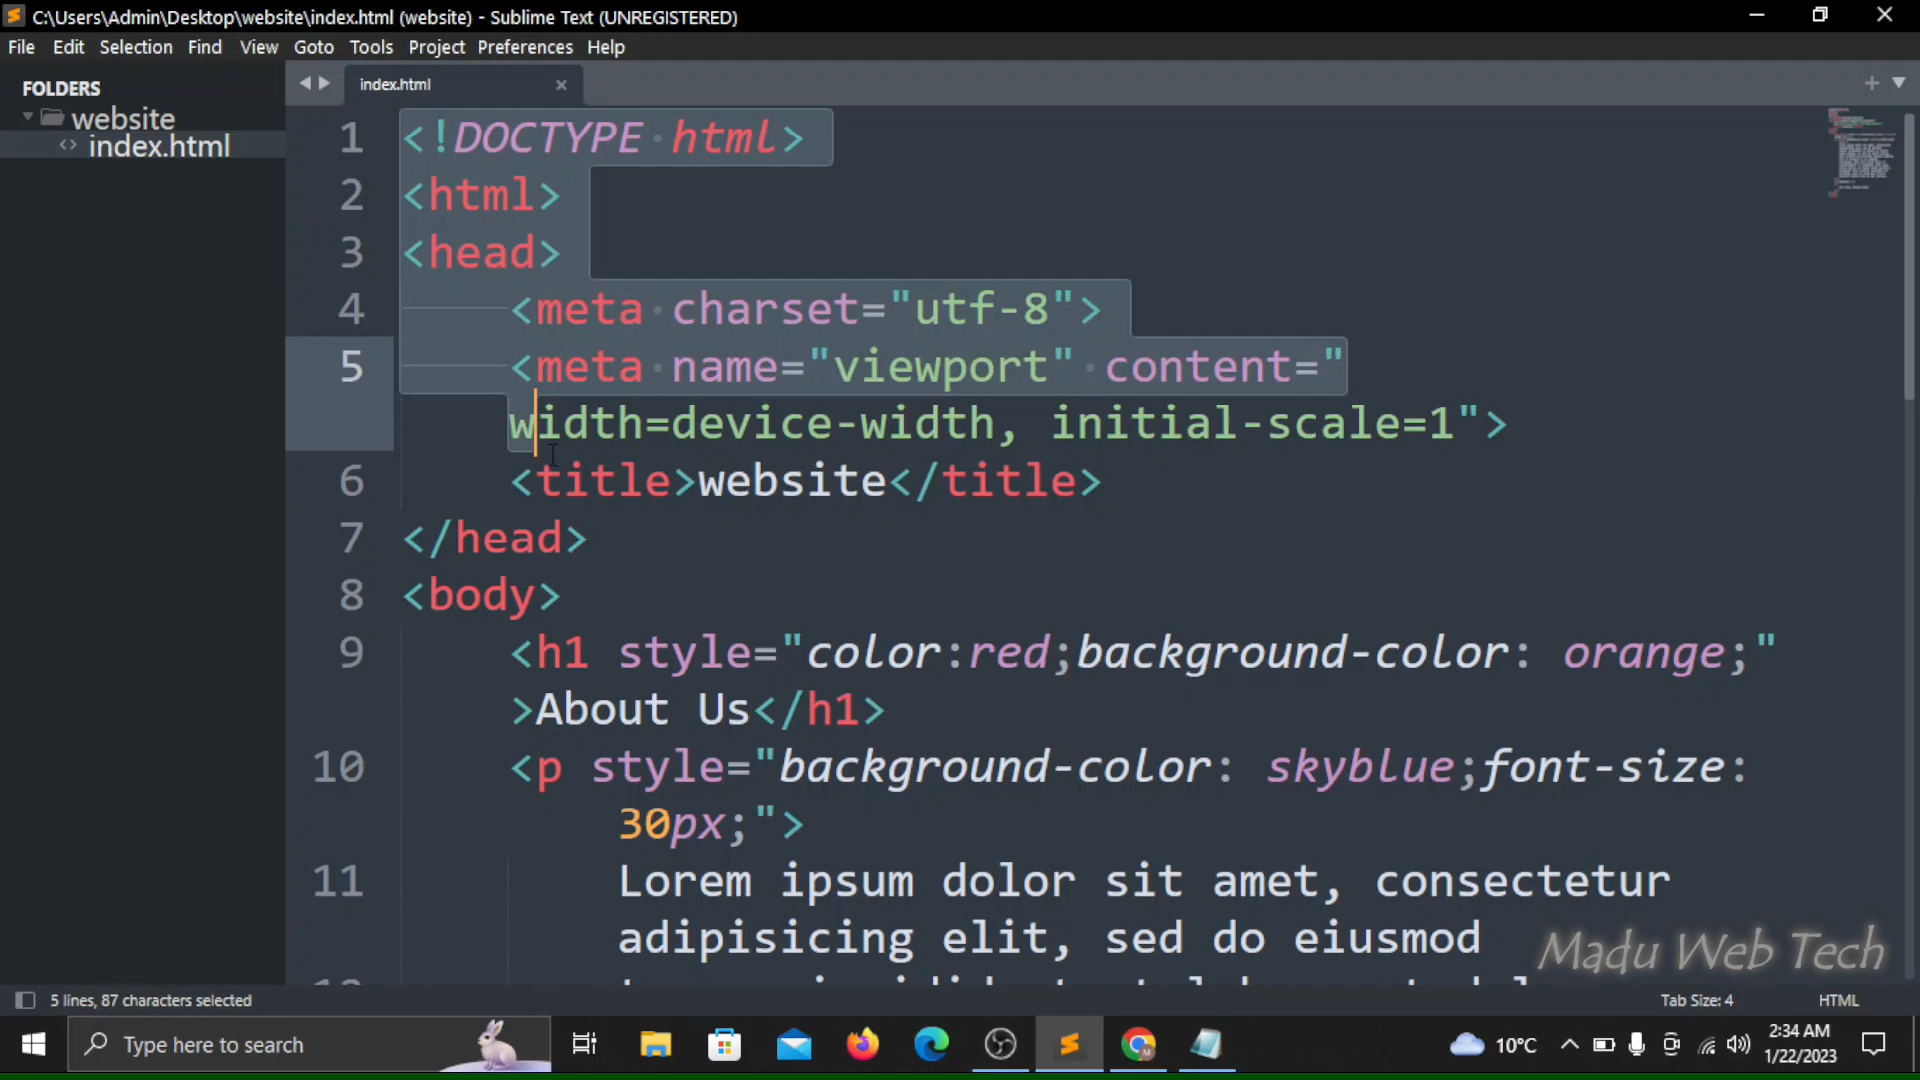 C:\Users\Admin\Desktop\website\index.html (website) - Sublime Text (UNREGISTERED)
File Edit Selection Find View Goto Tools Project Preferences Help
FOLDERS
website
<> index.html
index.html
1 <!DOCTYPE html>
2 <html>
3 <head>
4 <meta charset="utf-8">
5 <meta name="viewport" content="
width=device-width, initial-scale=1">
6 <title>website</title>
7 </head>
8 <body>
9 <h1 style="color:red;background-color: orange;"
>About Us</h1>
10 <p style="background-color: skyblue;font-size:
30px;">
11 Lorem ipsum dolor sit amet, consectetur
adipisicing elit, sed do eiusmod
Madu Web Tech
5 lines, 87 characters selected
Tab Size: 4
HTML
Type here to search
10°C
2:34 AM
1/22/2023